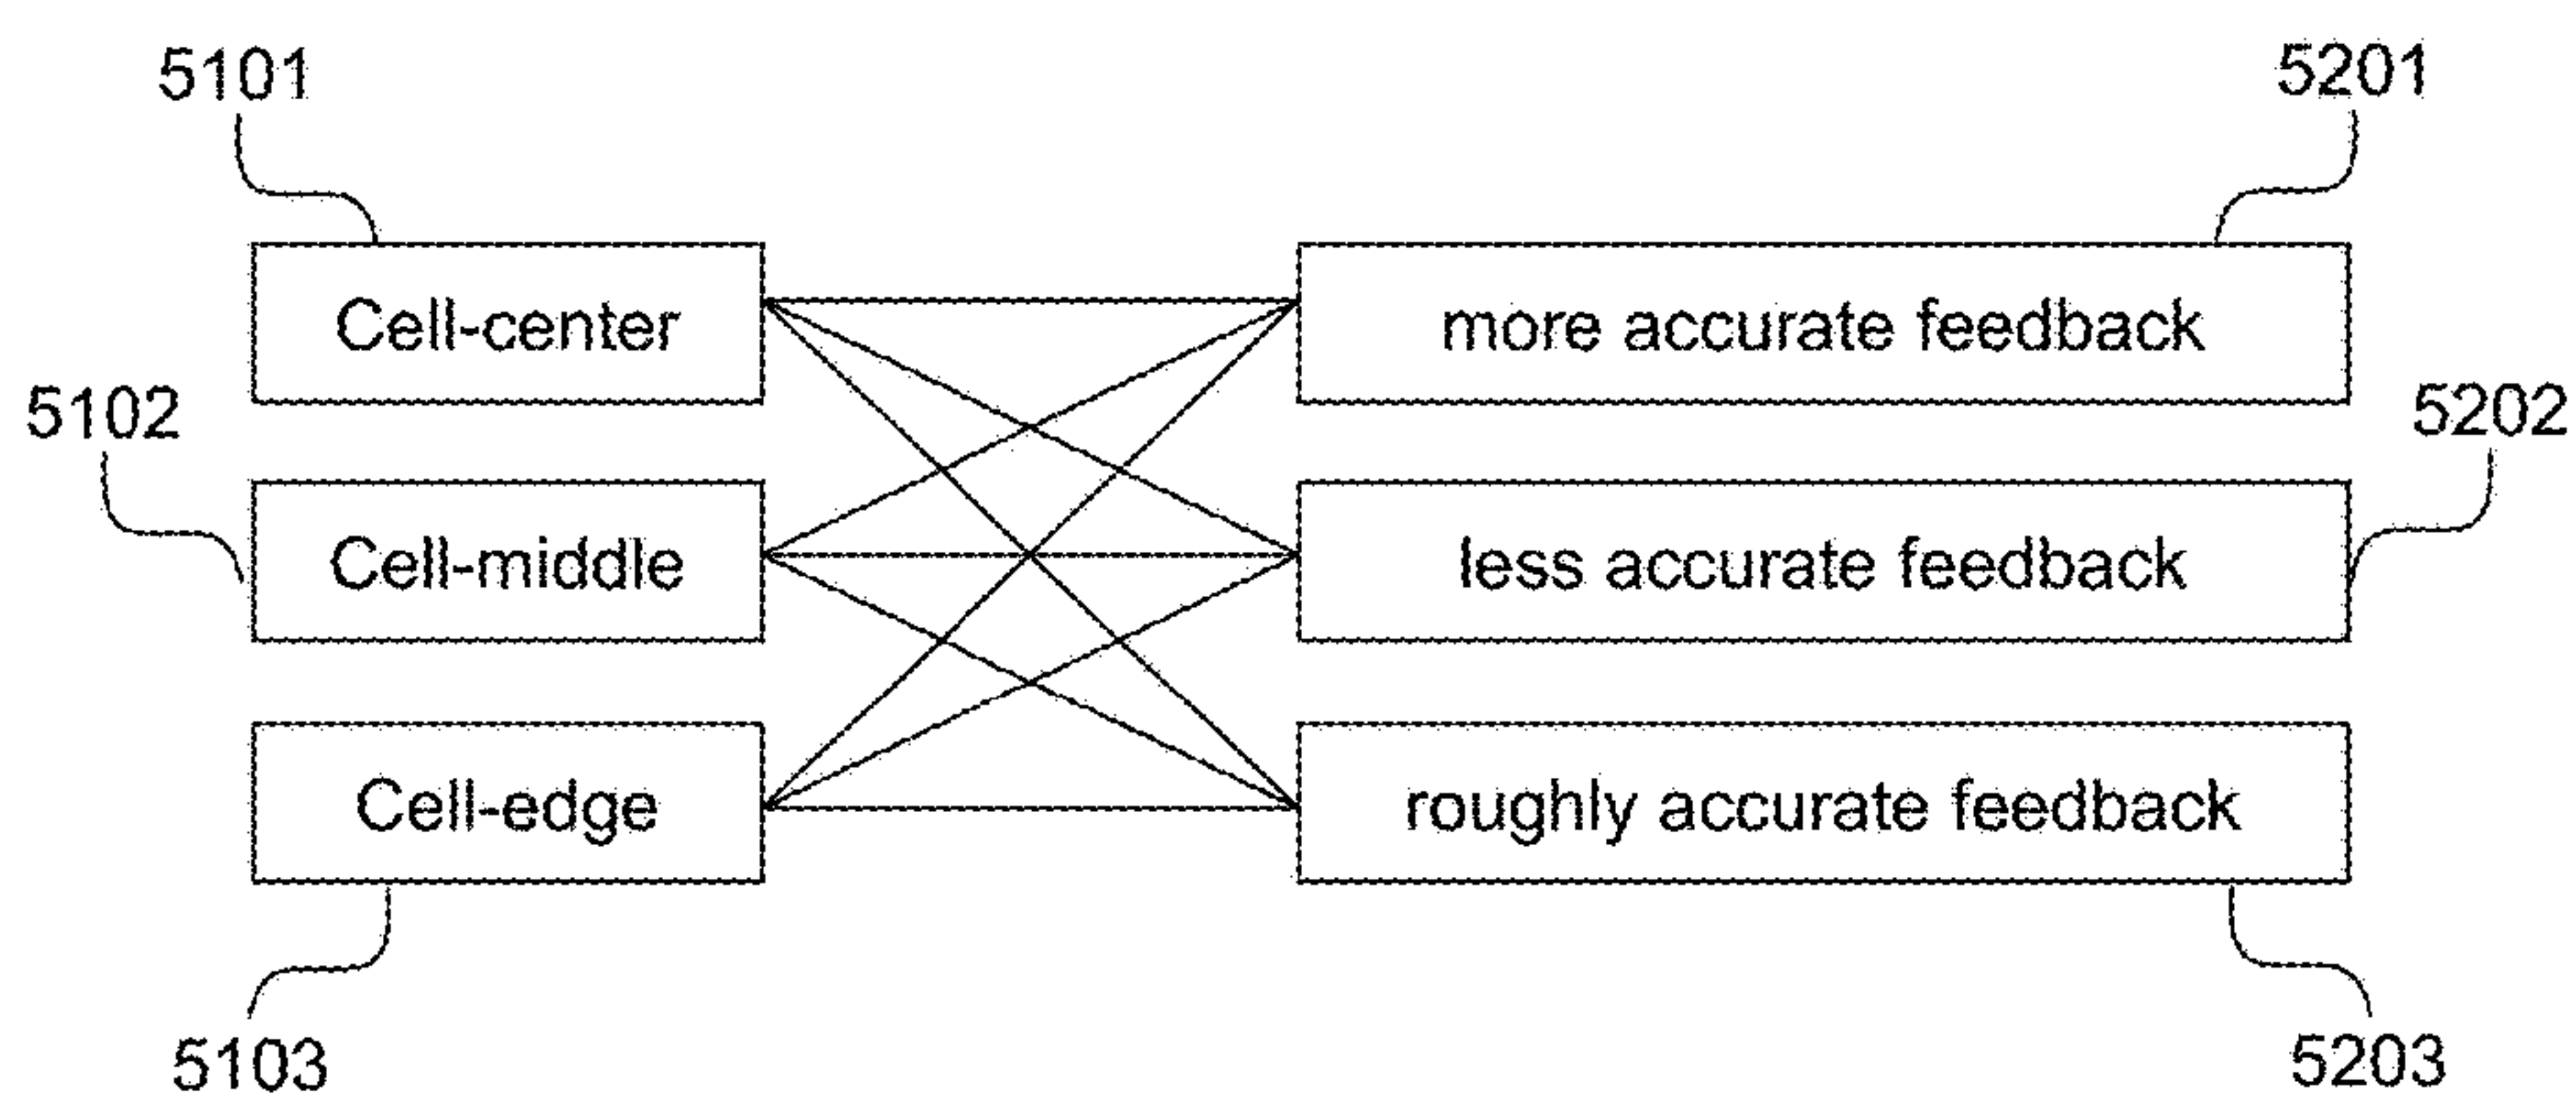 5101
5201
Cell-center
more accurate feedback
5102
5202
Cell-middle
less accurate feedback
Cell-edge
roughly accurate feedback
5103
5203